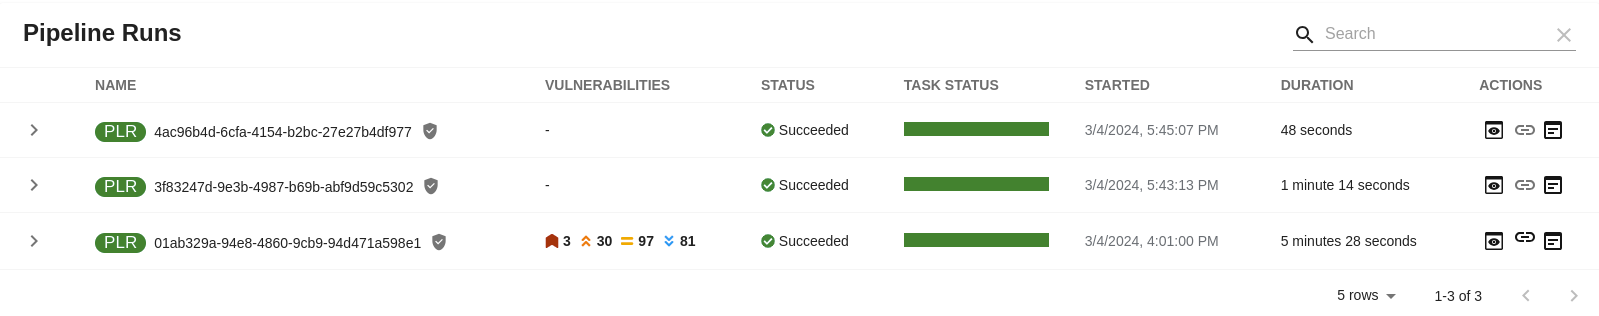 Pipeline Runs
Search
NAME VULNERABILITIES STATUS TASK STATUS STARTED DURATION ACTIONS
PLR 4ac96b4d-6cfa-4154-b2bc-27e27b4df977 - Succeeded 3/4/2024, 5:45:07 PM 48 seconds
PLR 3f83247d-9e3b-4987-b69b-abf9d59c5302 - Succeeded 3/4/2024, 5:43:13 PM 1 minute 14 seconds
PLR 01ab329a-94e8-4860-9cb9-94d471a598e1 3 30 97 81 Succeeded 3/4/2024, 4:01:00 PM 5 minutes 28 seconds
5 rows 1-3 of 3